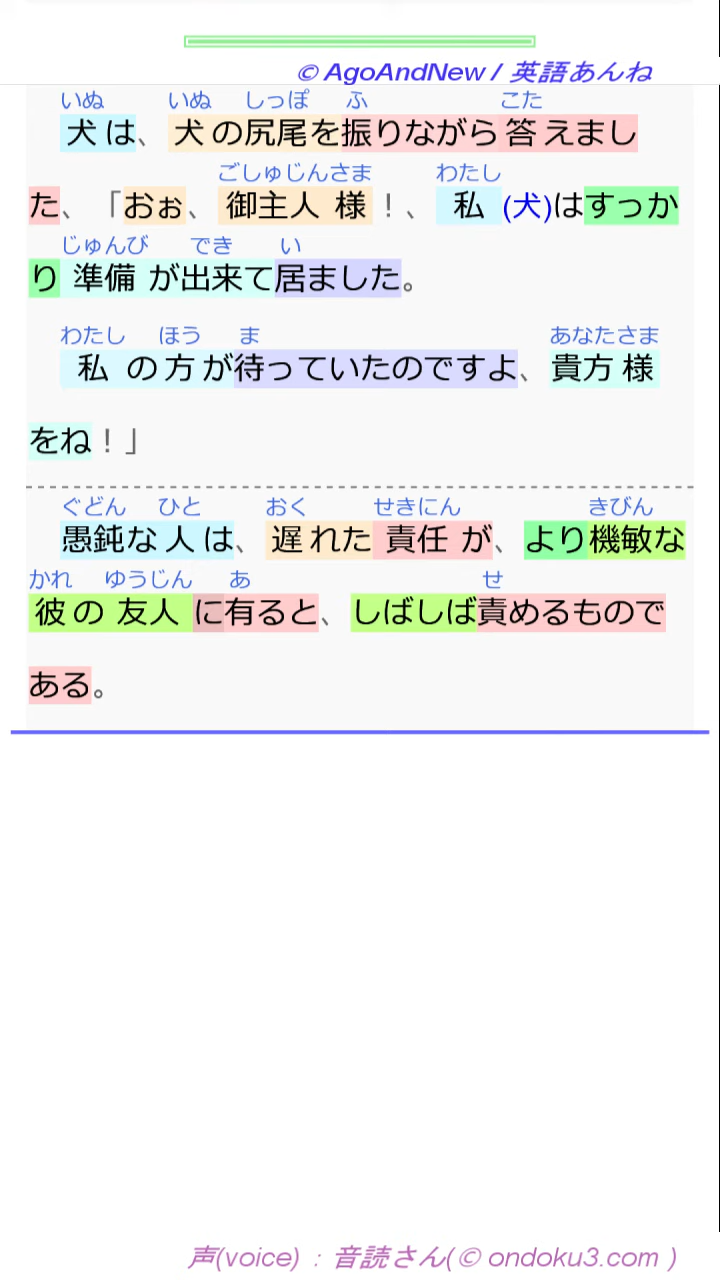 © AgoAndNew / 英語あんね
いぬ いぬ しっぽ ふ こた
犬は、犬の尻尾を振りながら答えまし
ごしゅじんさま わたし
た、「おぉ、御主人様！、私(犬)はすっか
じゅんび でき い
り準備が出来て居ました。
わたし ほう ま あなたさま
私の方が待っていたのですよ、貴方様
をね！」
ぐどん ひと おく せきにん きびん
愚鈍な人は、遅れた責任が、より機敏な
かれ ゆうじん あ せ
彼の友人に有ると、しばしば責めるもので
ある。
声(voice) : 音読さん(© ondoku3.com )